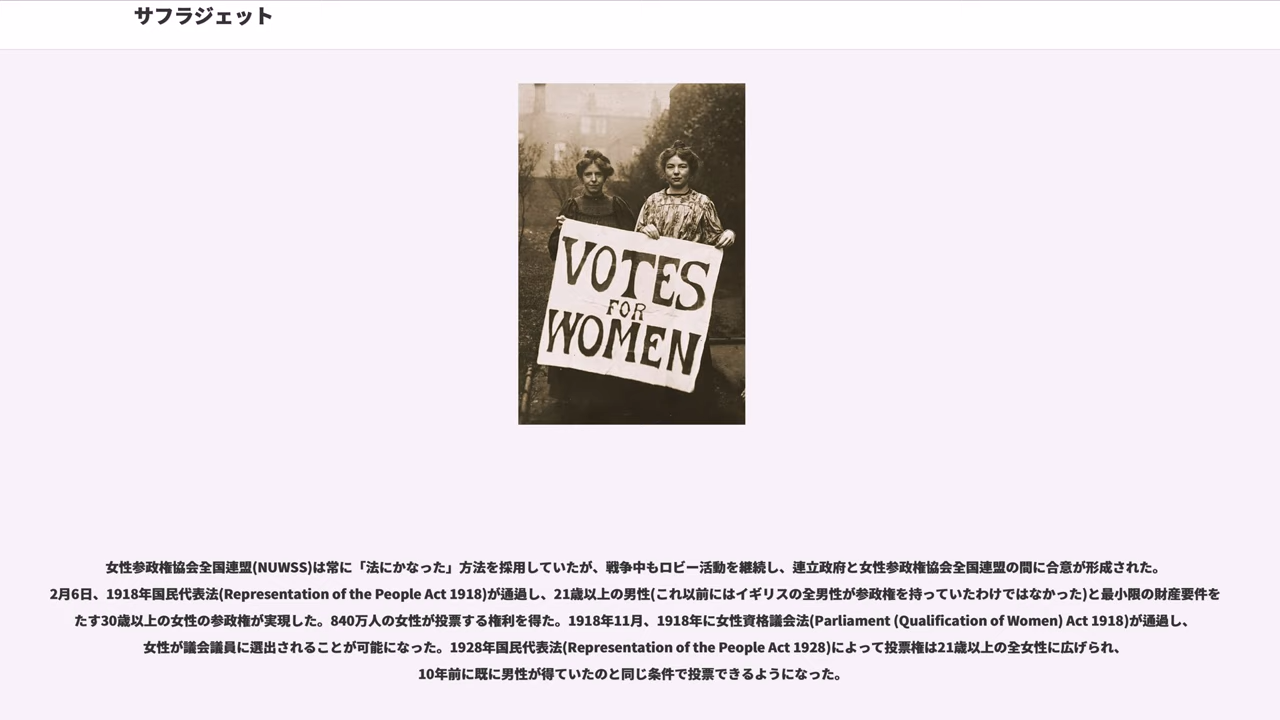 サフラジェット
VOTES
FOR
WOMEN
女性参政権協会全国連盟(NUWSS)は常に「法にかなった」方法を採用していたが、戦争中もロビー活動を継続し、連立政府と女性参政権協会全国連盟の間に合意が形成された。
2月6日、1918年国民代表法(Representation of the People Act 1918)が通過し、21歳以上の男性(これ以前にはイギリスの全男性が参政権を持っていたわけではなかった)と最小限の財産要件を
たす30歳以上の女性の参政権が実現した。840万人の女性が投票する権利を得た。1918年11月、1918年に女性資格議会法(Parliament (Qualification of Women) Act 1918)が通過し、
女性が議会議員に選出されることが可能になった。1928年国民代表法(Representation of the People Act 1928)によって投票権は21歳以上の全女性に広げられ、
10年前に既に男性が得ていたのと同じ条件で投票できるようになった。